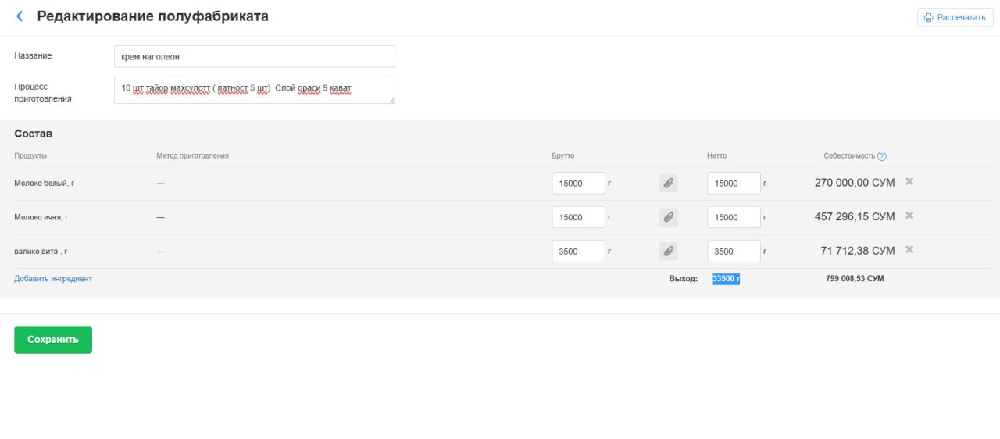 Редактирование полуфабриката
Распечатать
Название
крем наполеон
Процесс приготовления
10 шт тайор махсулотт ( патност 5 шт) Слой ораси 9 кават
Состав
Продукты Метод приготовления Брутто Нетто Себестоимость ?
Молоко белый, г — 15000 г 15000 г 270 000,00 СУМ
Молоко ичня, г — 15000 г 15000 г 457 296,15 СУМ
валико вита , г — 3500 г 3500 г 71 712,38 СУМ
Добавить ингредиент Выход: 33500 г 799 008,53 СУМ
Сохранить